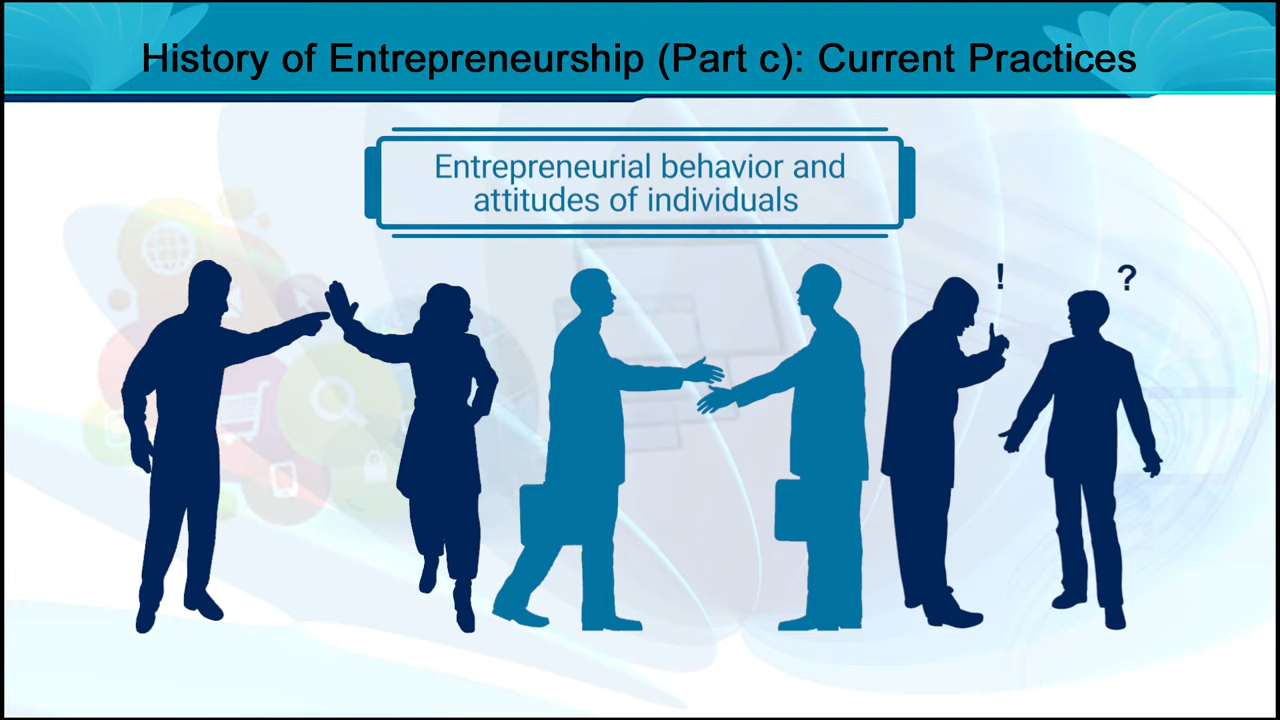 History of Entrepreneurship (Part c): Current Practices
Entrepreneurial behavior and
attitudes of individuals
!
?